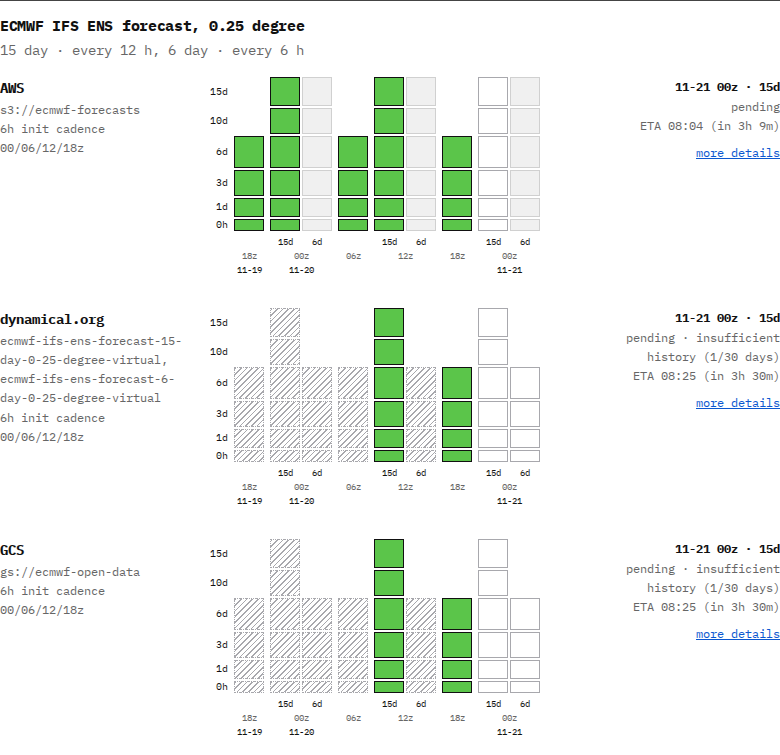 ECMWF IFS ENS forecast, 0.25 degree
15 day · every 12 h, 6 day · every 6 h
AWS
s3://ecmwf-forecasts
6h init cadence
00/06/12/18z
15d
10d
6d
3d
1d
0h
15d 6d 15d 6d 15d 6d
18z 00z 06z 12z 18z 00z
11-19 11-20 11-21
11-21 00z · 15d
pending
ETA 08:04 (in 3h 9m)
more details
dynamical.org
ecmwf-ifs-ens-forecast-15-
day-0-25-degree-virtual,
ecmwf-ifs-ens-forecast-6-
day-0-25-degree-virtual
6h init cadence
00/06/12/18z
15d
10d
6d
3d
1d
0h
15d 6d 15d 6d 15d 6d
18z 00z 06z 12z 18z 00z
11-19 11-20 11-21
11-21 00z · 15d
pending · insufficient
history (1/30 days)
ETA 08:25 (in 3h 30m)
more details
GCS
gs://ecmwf-open-data
6h init cadence
00/06/12/18z
15d
10d
6d
3d
1d
0h
15d 6d 15d 6d 15d 6d
18z 00z 06z 12z 18z 00z
11-19 11-20 11-21
11-21 00z · 15d
pending · insufficient
history (1/30 days)
ETA 08:25 (in 3h 30m)
more details